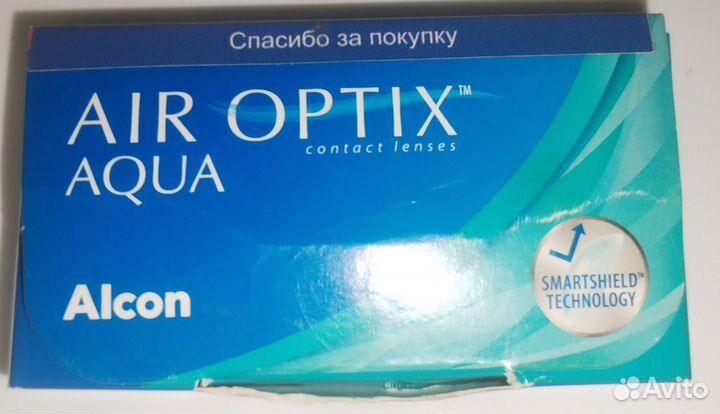 Спасибо за покупку
AIR OPTIX™
contact lenses
AQUA
Alcon
SMARTSHIELD™
TECHNOLOGY
Avito